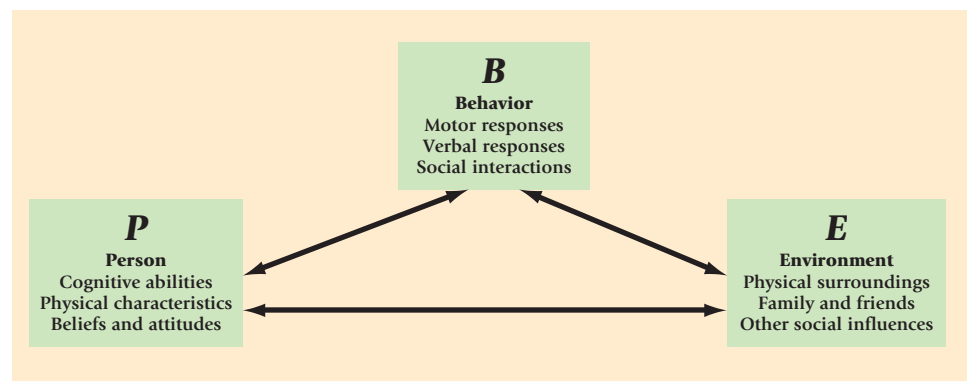 B
Behavior
Motor responses
Verbal responses
Social interactions
P
Person
Cognitive abilities
Physical characteristics
Beliefs and attitudes
E
Environment
Physical surroundings
Family and friends
Other social influences